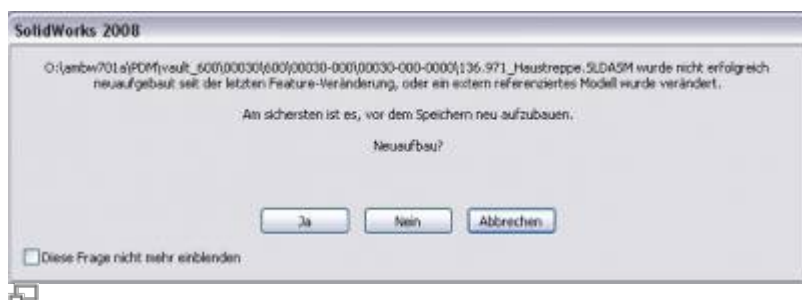 SolidWorks 2008
O:\ambw701a\PDM\vault_600\00030\600\00030-000\00030-000-0000\136.971_Haustreppe.SLDASM wurde nicht erfolgreich
neuaufgebaut seit der letzten Feature-Veränderung, oder ein extern referenziertes Modell wurde verändert.
Am sichersten ist es, vor dem Speichern neu aufzubauen.
Neuaufbau?
Ja Nein Abbrechen
Diese Frage nicht mehr einblenden